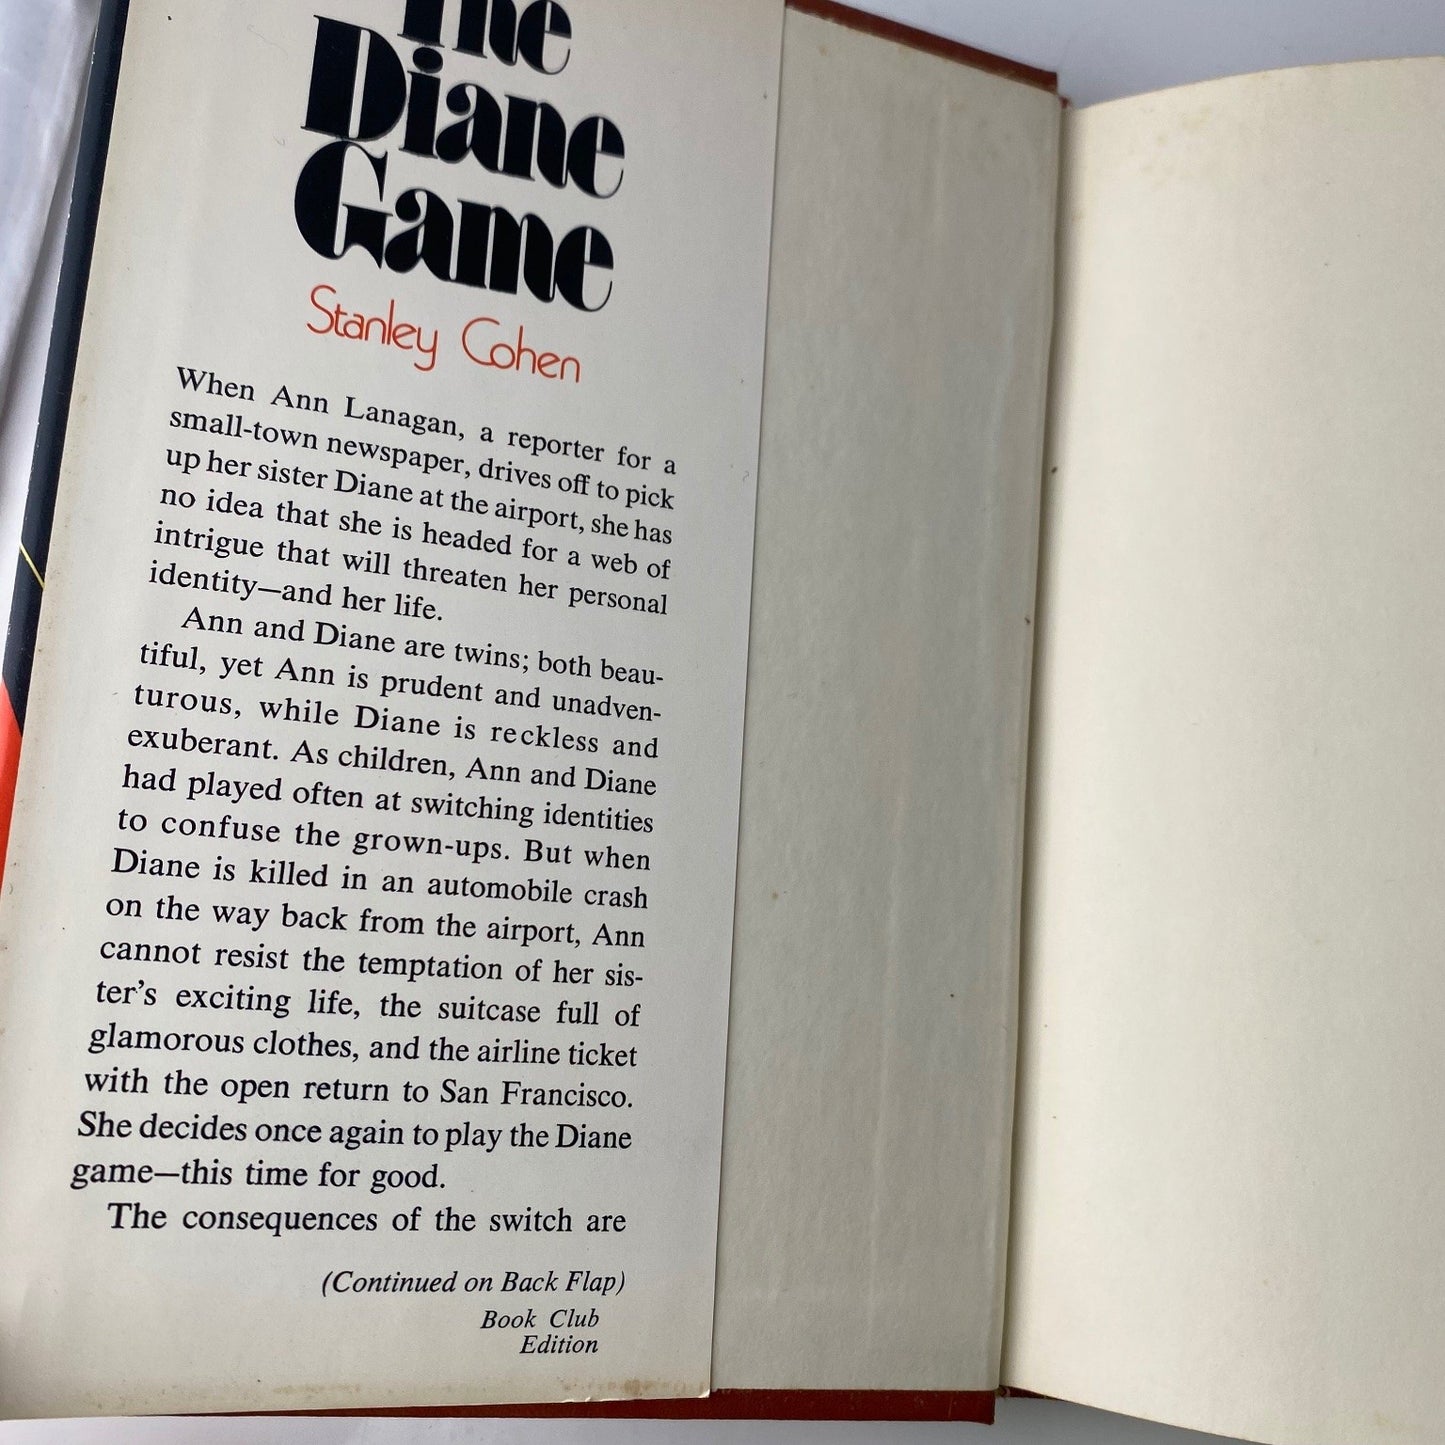 The
Diane
Game
Stanley Cohen
When Ann Lanagan, a reporter for a
small-town newspaper, drives off to pick
up her sister Diane at the airport, she has
no idea that she is headed for a web of
intrigue that will threaten her personal
identity—and her life.
Ann and Diane are twins; both beau-
tiful, yet Ann is prudent and unadven-
turous, while Diane is reckless and
exuberant. As children, Ann and Diane
had played often at switching identities
to confuse the grown-ups. But when
Diane is killed in an automobile crash
on the way back from the airport, Ann
cannot resist the temptation of her sis-
ter's exciting life, the suitcase full of
glamorous clothes, and the airline ticket
with the open return to San Francisco.
She decides once again to play the Diane
game—this time for good.
The consequences of the switch are
(Continued on Back Flap)
Book Club
Edition